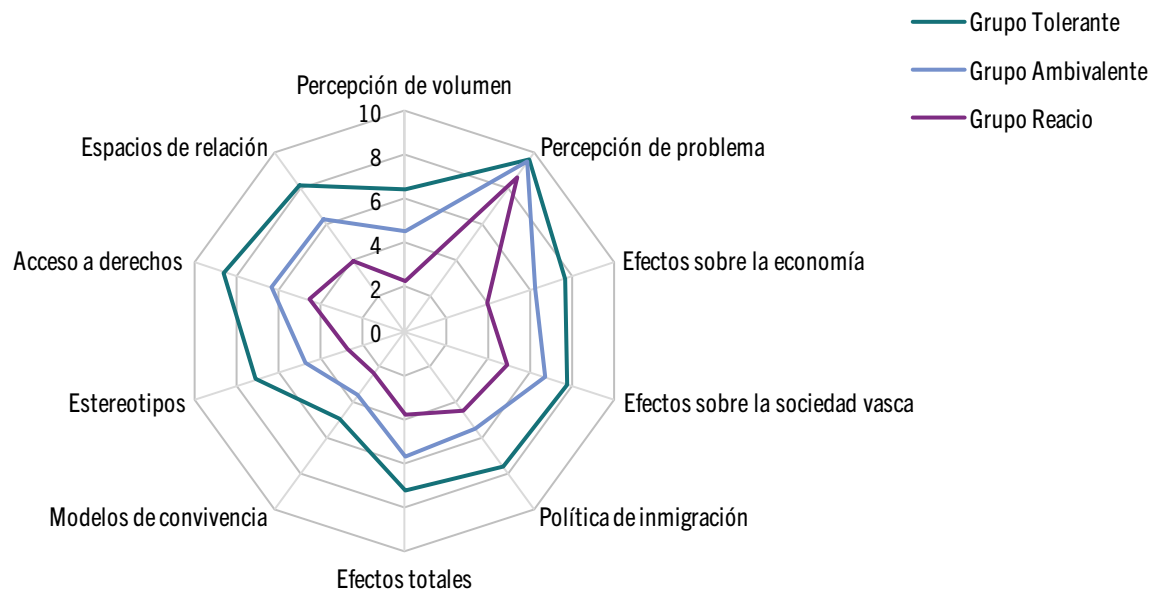 Grupo Tolerante
Grupo Ambivalente
Grupo Reacio
Percepción de volumen
10
8
6
4
2
0
Percepción de problema
Efectos sobre la economía
Efectos sobre la sociedad vasca
Política de inmigración
Efectos totales
Modelos de convivencia
Estereotipos
Acceso a derechos
Espacios de relación